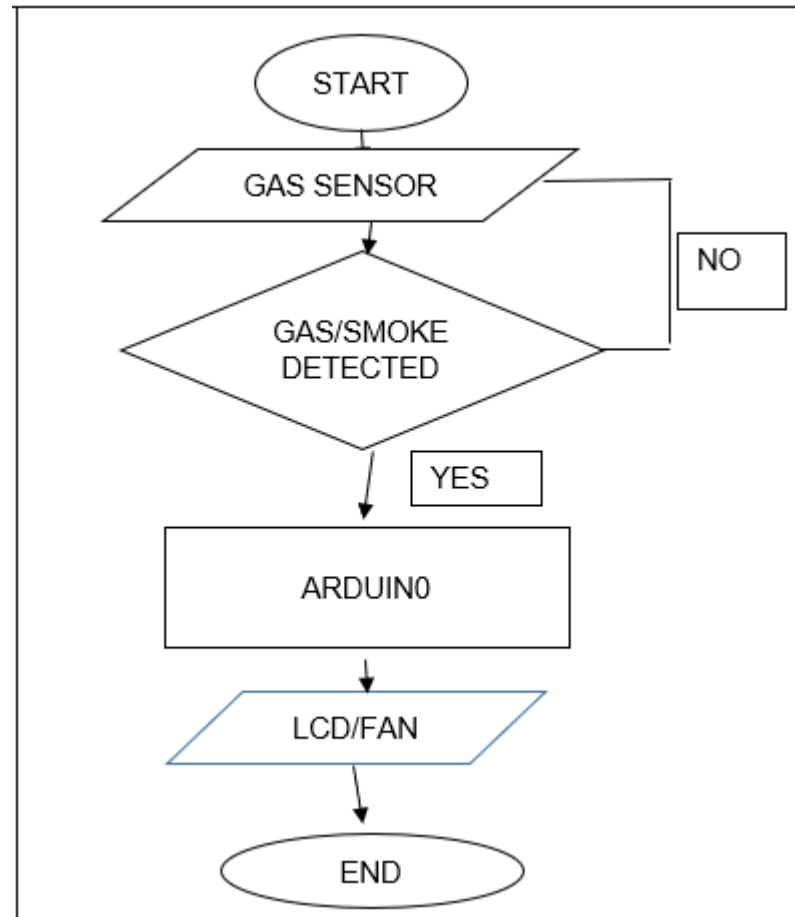 START
GAS SENSOR
NO
GAS/SMOKE
DETECTED
YES
ARDUIN0
LCD/FAN
END